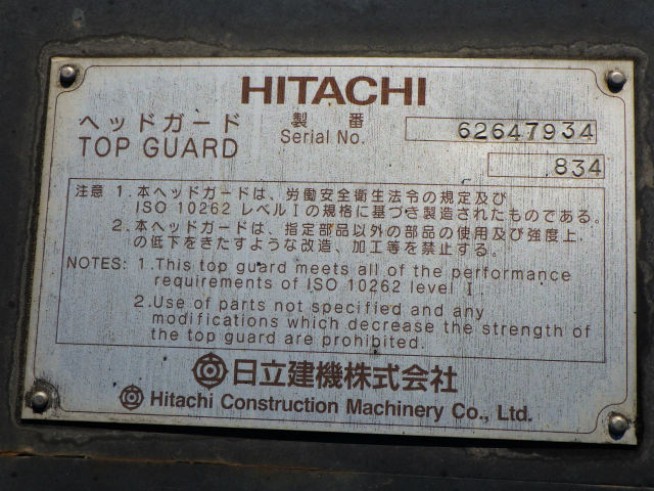 HITACHI
ヘッドガード 製番 62647934
TOP GUARD Serial No.
834
注意 1. 本ヘッドガードは、労働安全衛生法令の規定及び
ISO 10262 レベルⅠの規格に基づき製造されたものである。
2. 本ヘッドガードは、指定部品以外の部品の使用及び強度上
の低下をきたすような改造、加工等を禁止する。
NOTES: 1.This top guard meets all of the performance
requirements of ISO 10262 level Ⅰ.
2.Use of parts not specified and any
modifications which decrease the strength of
the top guard are prohibited.
日立建機株式会社
Hitachi Construction Machinery Co., Ltd.